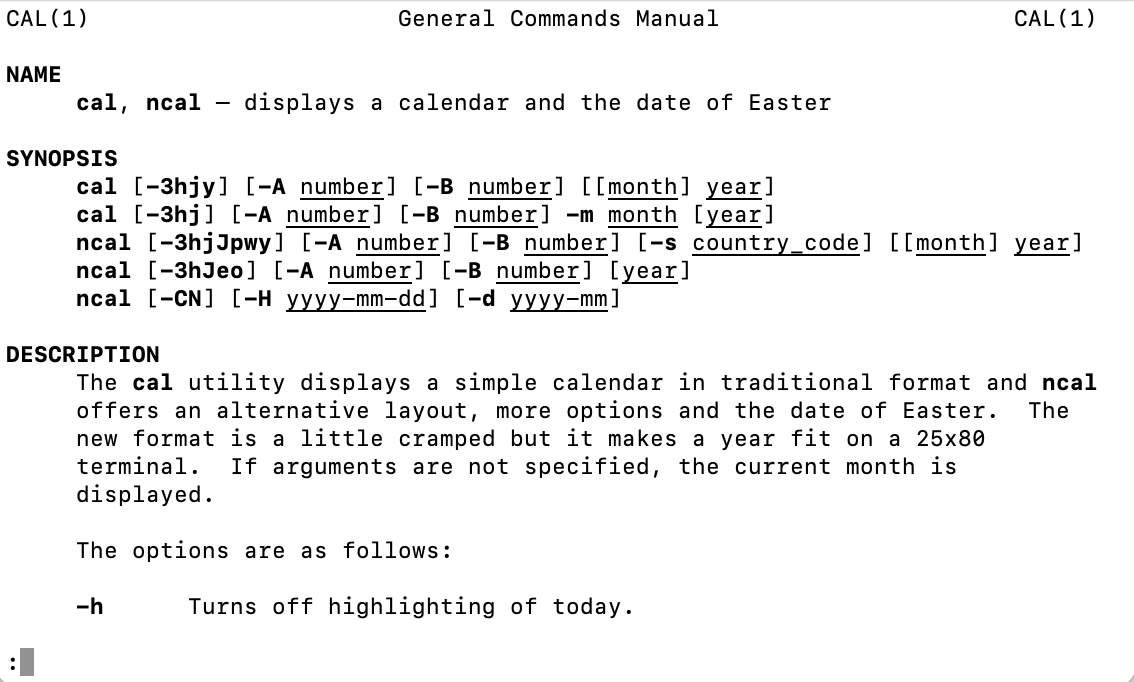 CAL(1)                      General Commands Manual                     CAL(1)
NAME
     cal, ncal – displays a calendar and the date of Easter
SYNOPSIS
     cal [-3hjy] [-A number] [-B number] [[month] year]
     cal [-3hj] [-A number] [-B number] -m month [year]
     ncal [-3hjJpwy] [-A number] [-B number] [-s country_code] [[month] year]
     ncal [-3hJeo] [-A number] [-B number] [year]
     ncal [-CN] [-H yyyy-mm-dd] [-d yyyy-mm]
DESCRIPTION
     The cal utility displays a simple calendar in traditional format and ncal
     offers an alternative layout, more options and the date of Easter.  The
     new format is a little cramped but it makes a year fit on a 25x80
     terminal.  If arguments are not specified, the current month is
     displayed.
     The options are as follows:
     -h      Turns off highlighting of today.
: